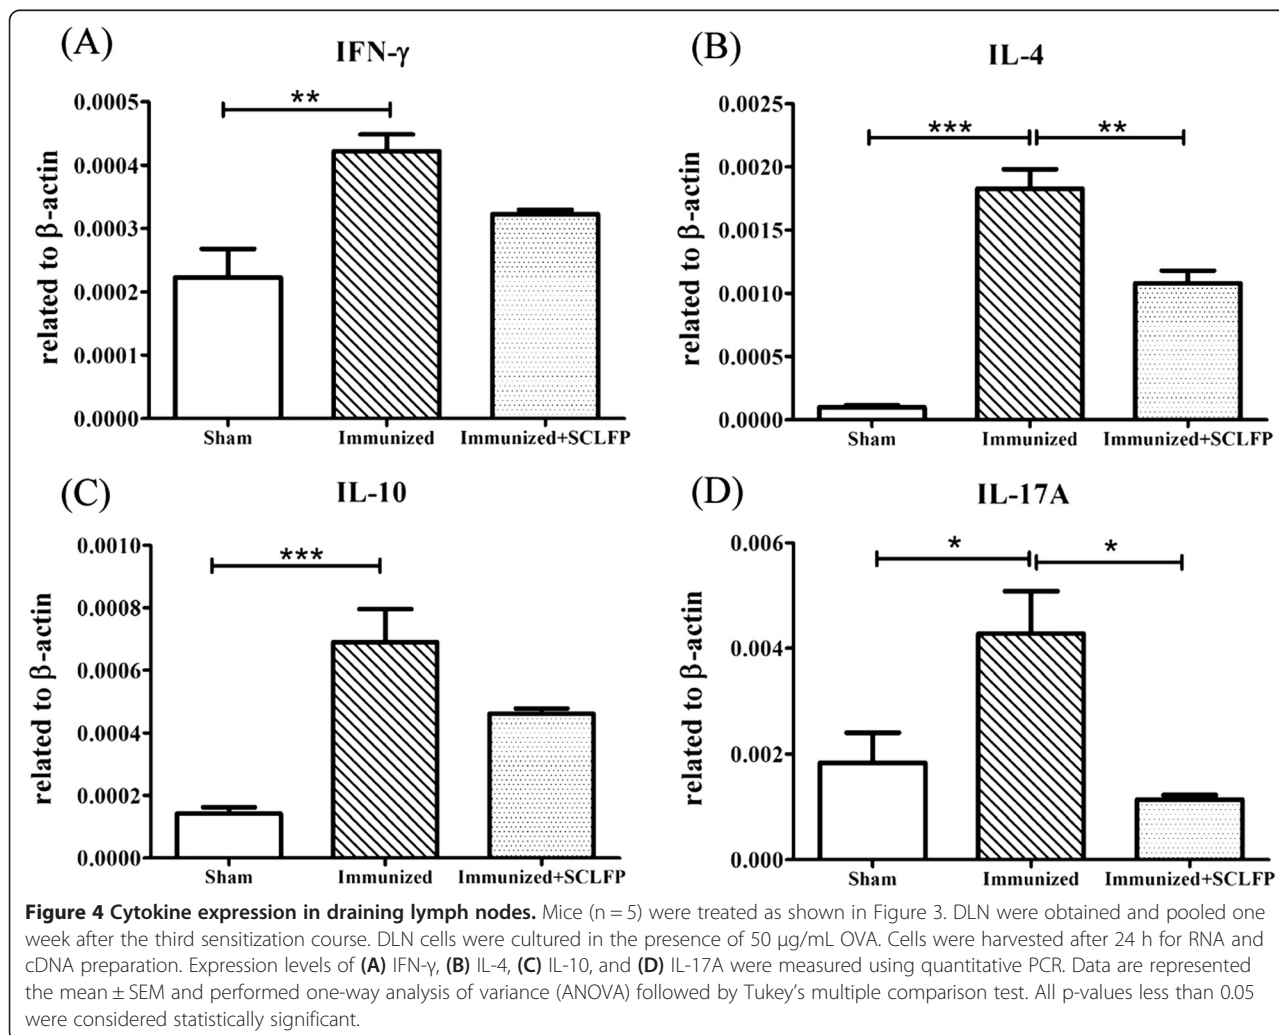 (A)
IFN-γ
related to β-actin
0.0005
0.0004
0.0003
0.0002
0.0001
0.0000
**
Sham
Immunized
Immunized+SCLFP
(B)
IL-4
related to β-actin
0.0025
0.0020
0.0015
0.0010
0.0005
0.0000
***
**
Sham
Immunized
Immunized+SCLFP
(C)
IL-10
related to β-actin
0.0010
0.0008
0.0006
0.0004
0.0002
0.0000
***
Sham
Immunized
Immunized+SCLFP
(D)
IL-17A
related to β-actin
0.006
0.004
0.002
0.000
*
*
Sham
Immunized
Immunized+SCLFP
Figure 4 Cytokine expression in draining lymph nodes. Mice (n = 5) were treated as shown in Figure 3. DLN were obtained and pooled one
week after the third sensitization course. DLN cells were cultured in the presence of 50 μg/mL OVA. Cells were harvested after 24 h for RNA and
cDNA preparation. Expression levels of (A) IFN-γ, (B) IL-4, (C) IL-10, and (D) IL-17A were measured using quantitative PCR. Data are represented
the mean ± SEM and performed one-way analysis of variance (ANOVA) followed by Tukey's multiple comparison test. All p-values less than 0.05
were considered statistically significant.